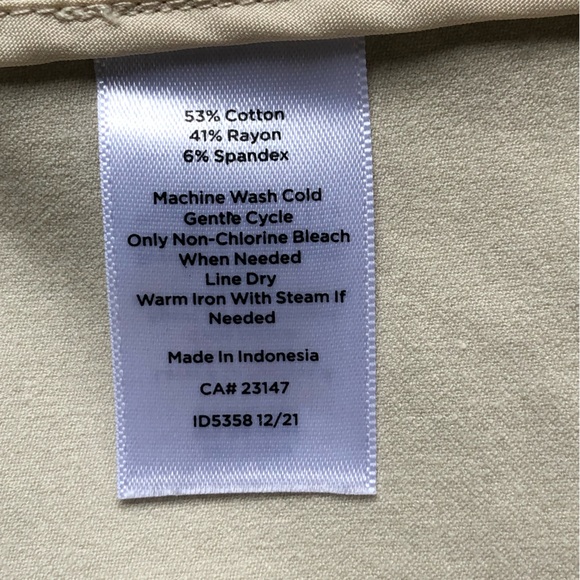 53% Cotton
41% Rayon
6% Spandex
Machine Wash Cold
Gentle Cycle
Only Non-Chlorine Bleach
When Needed
Line Dry
Warm Iron With Steam If
Needed
Made In Indonesia
CA# 23147
ID5358 12/21